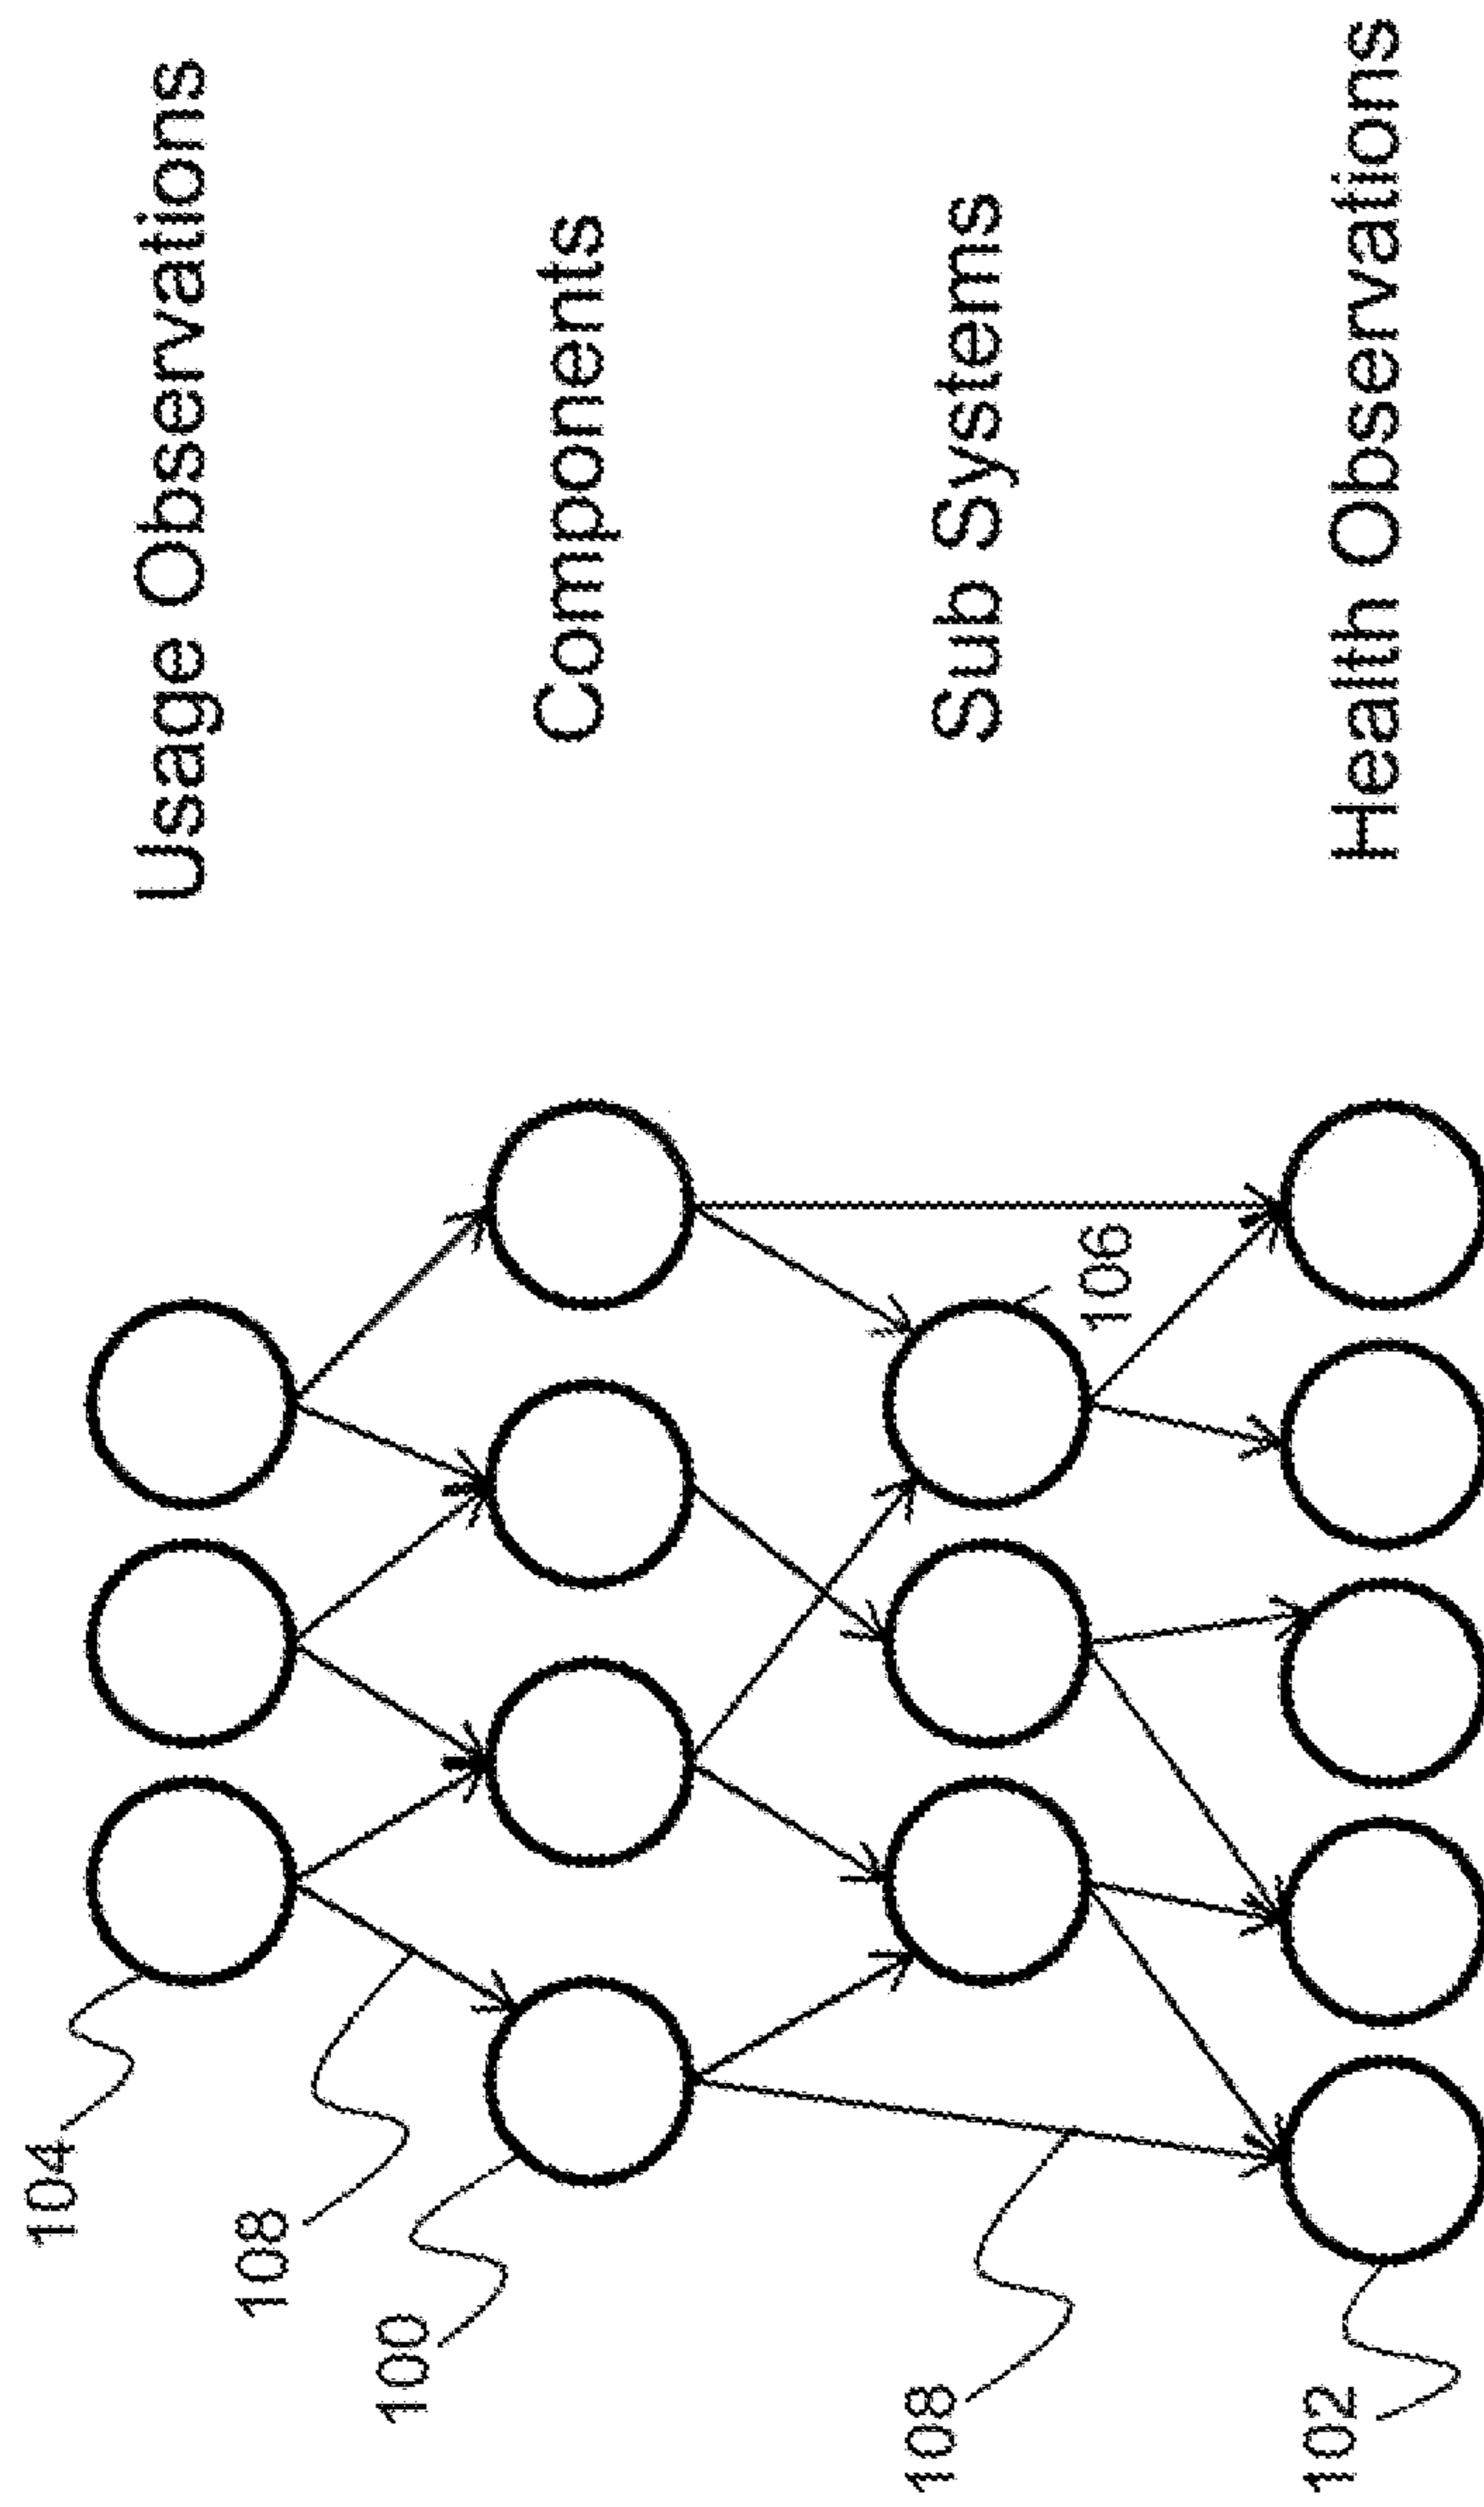 Usage Observations
Components
Sub Systems
Health Observations
104
108
100
106
108
102